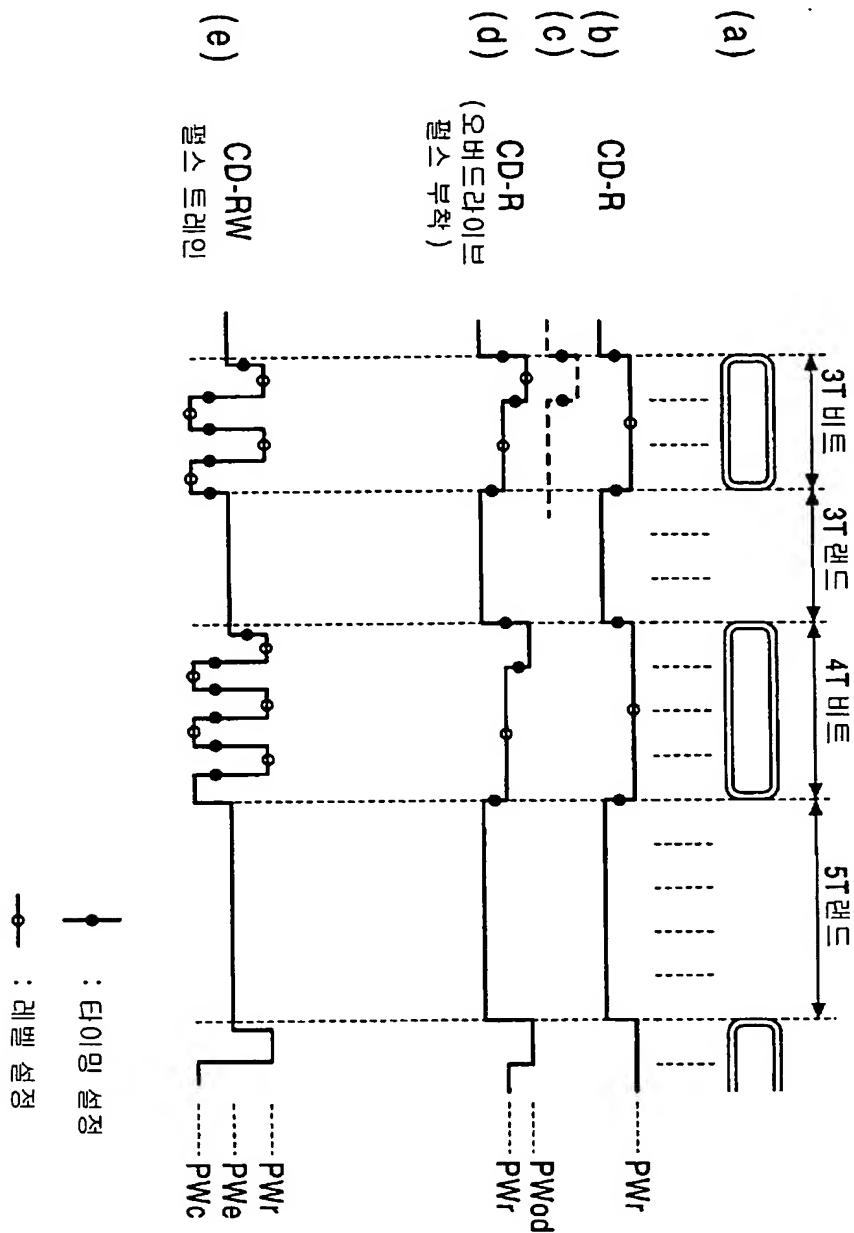 (a)
3T 비트
3T 랜드
4T 비트
5T 랜드
(b)
CD-R
PWr
(c)
(d)
CD-R
(오버드라이브
펄스 부착)
PWod
PWr
(e)
CD-RW
펄스 트레인
PWr
PWe
PWc
: 타이밍 설정
: 레벨 설정